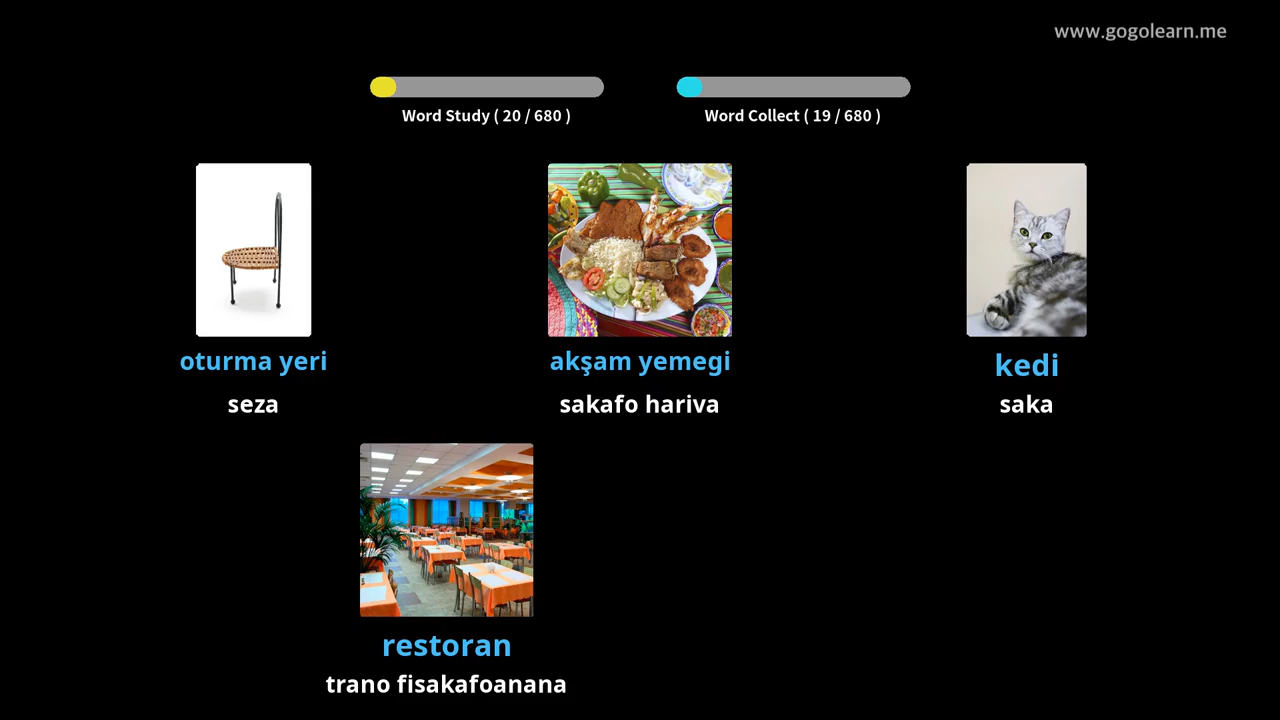 www.gogolearn.me
Word Study ( 20 / 680 )
Word Collect ( 19 / 680 )
oturma yeri
akşam yemegi
kedi
seza
sakafo hariva
saka
restoran
trano fisakafoanana